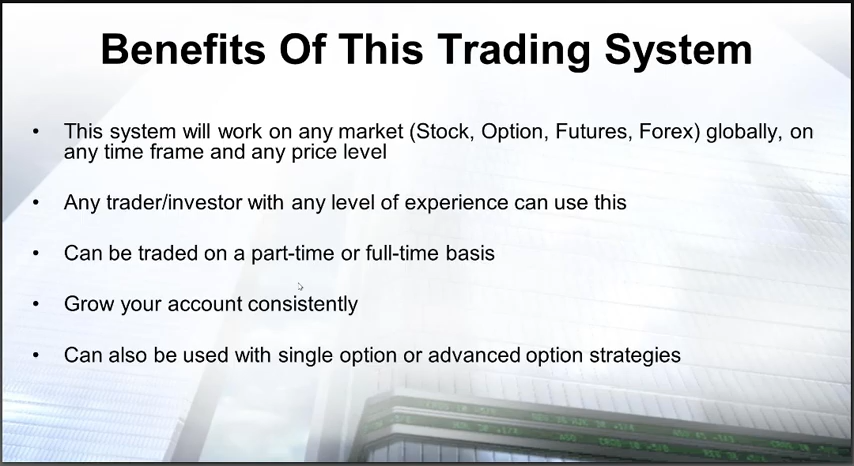 Benefits Of This Trading System
• This system will work on any market (Stock, Option, Futures, Forex) globally, on
any time frame and any price level
• Any trader/investor with any level of experience can use this
• Can be traded on a part-time or full-time basis
• Grow your account consistently
• Can also be used with single option or advanced option strategies